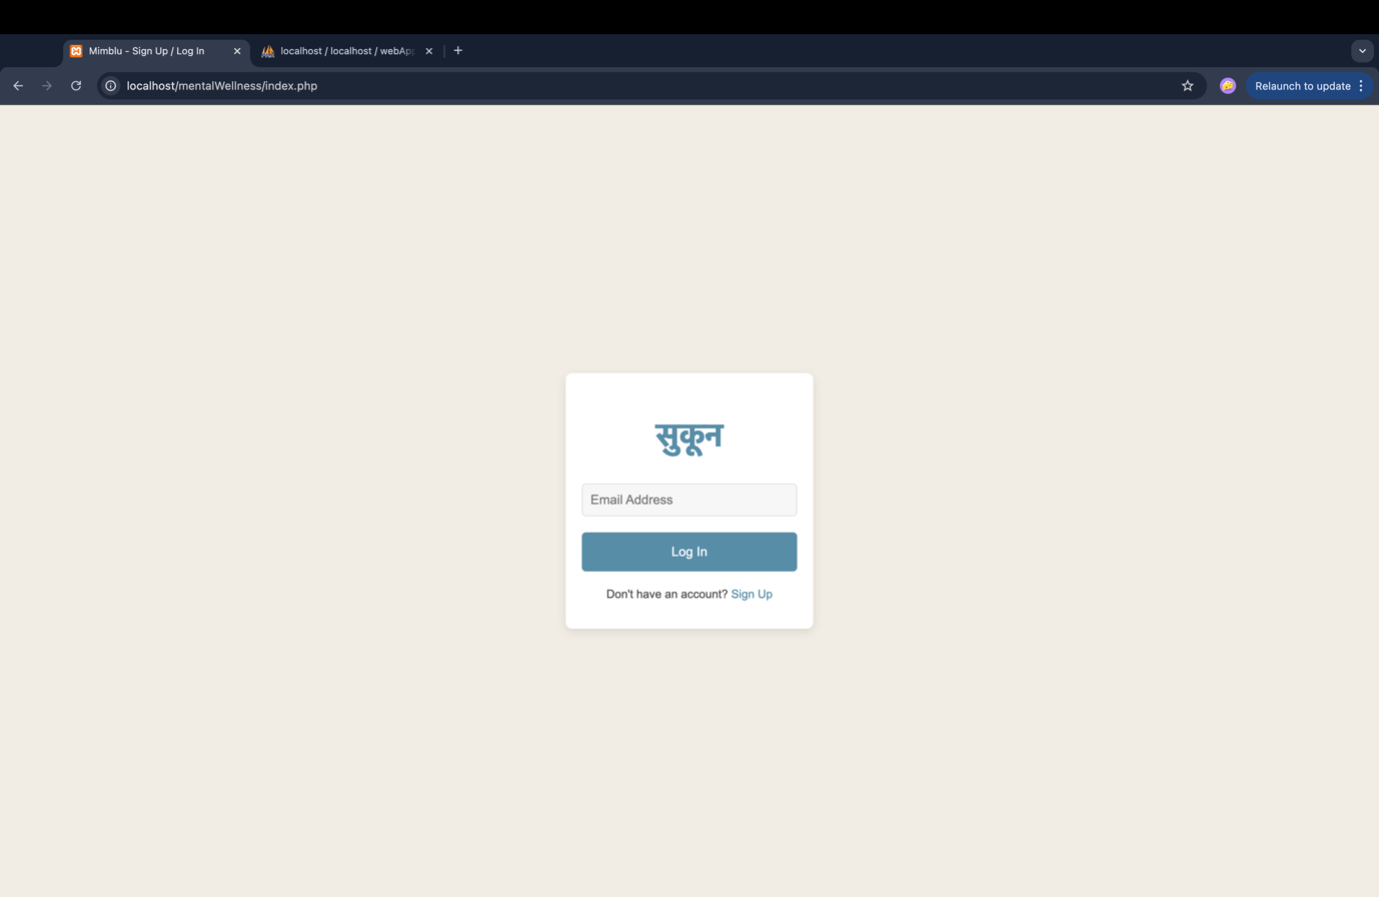 Mimblu - Sign Up / Log In
localhost / localhost / webAp
localhost/mentalWellness/index.php
Relaunch to update
सुकून
Email Address
Log In
Don't have an account? Sign Up